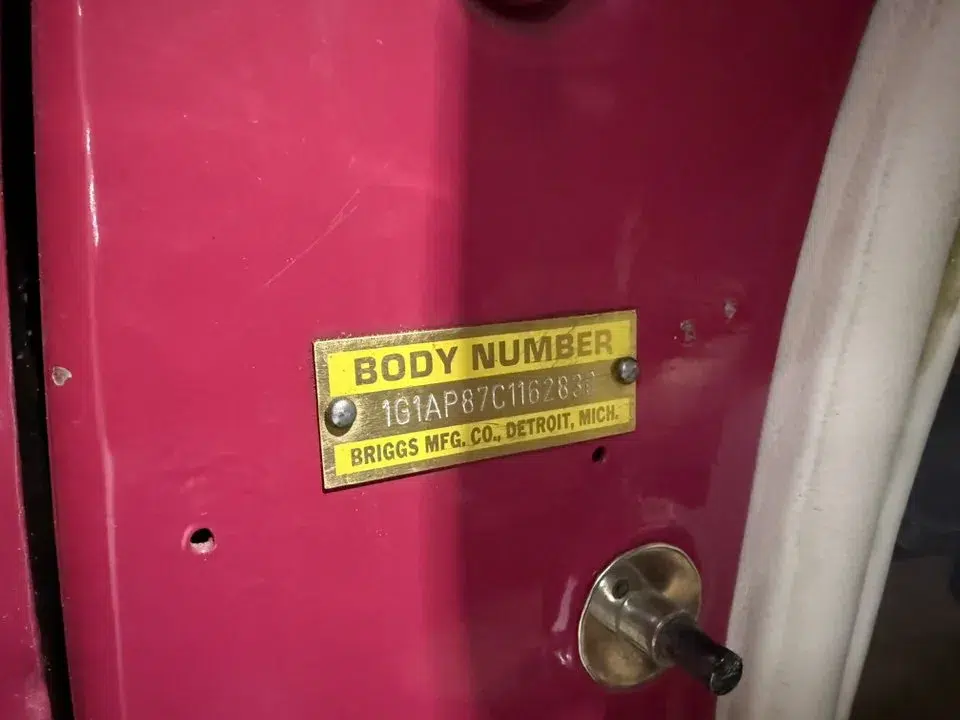 BODY NUMBER
BRIGGS MFG. CO., DETROIT, MICH.